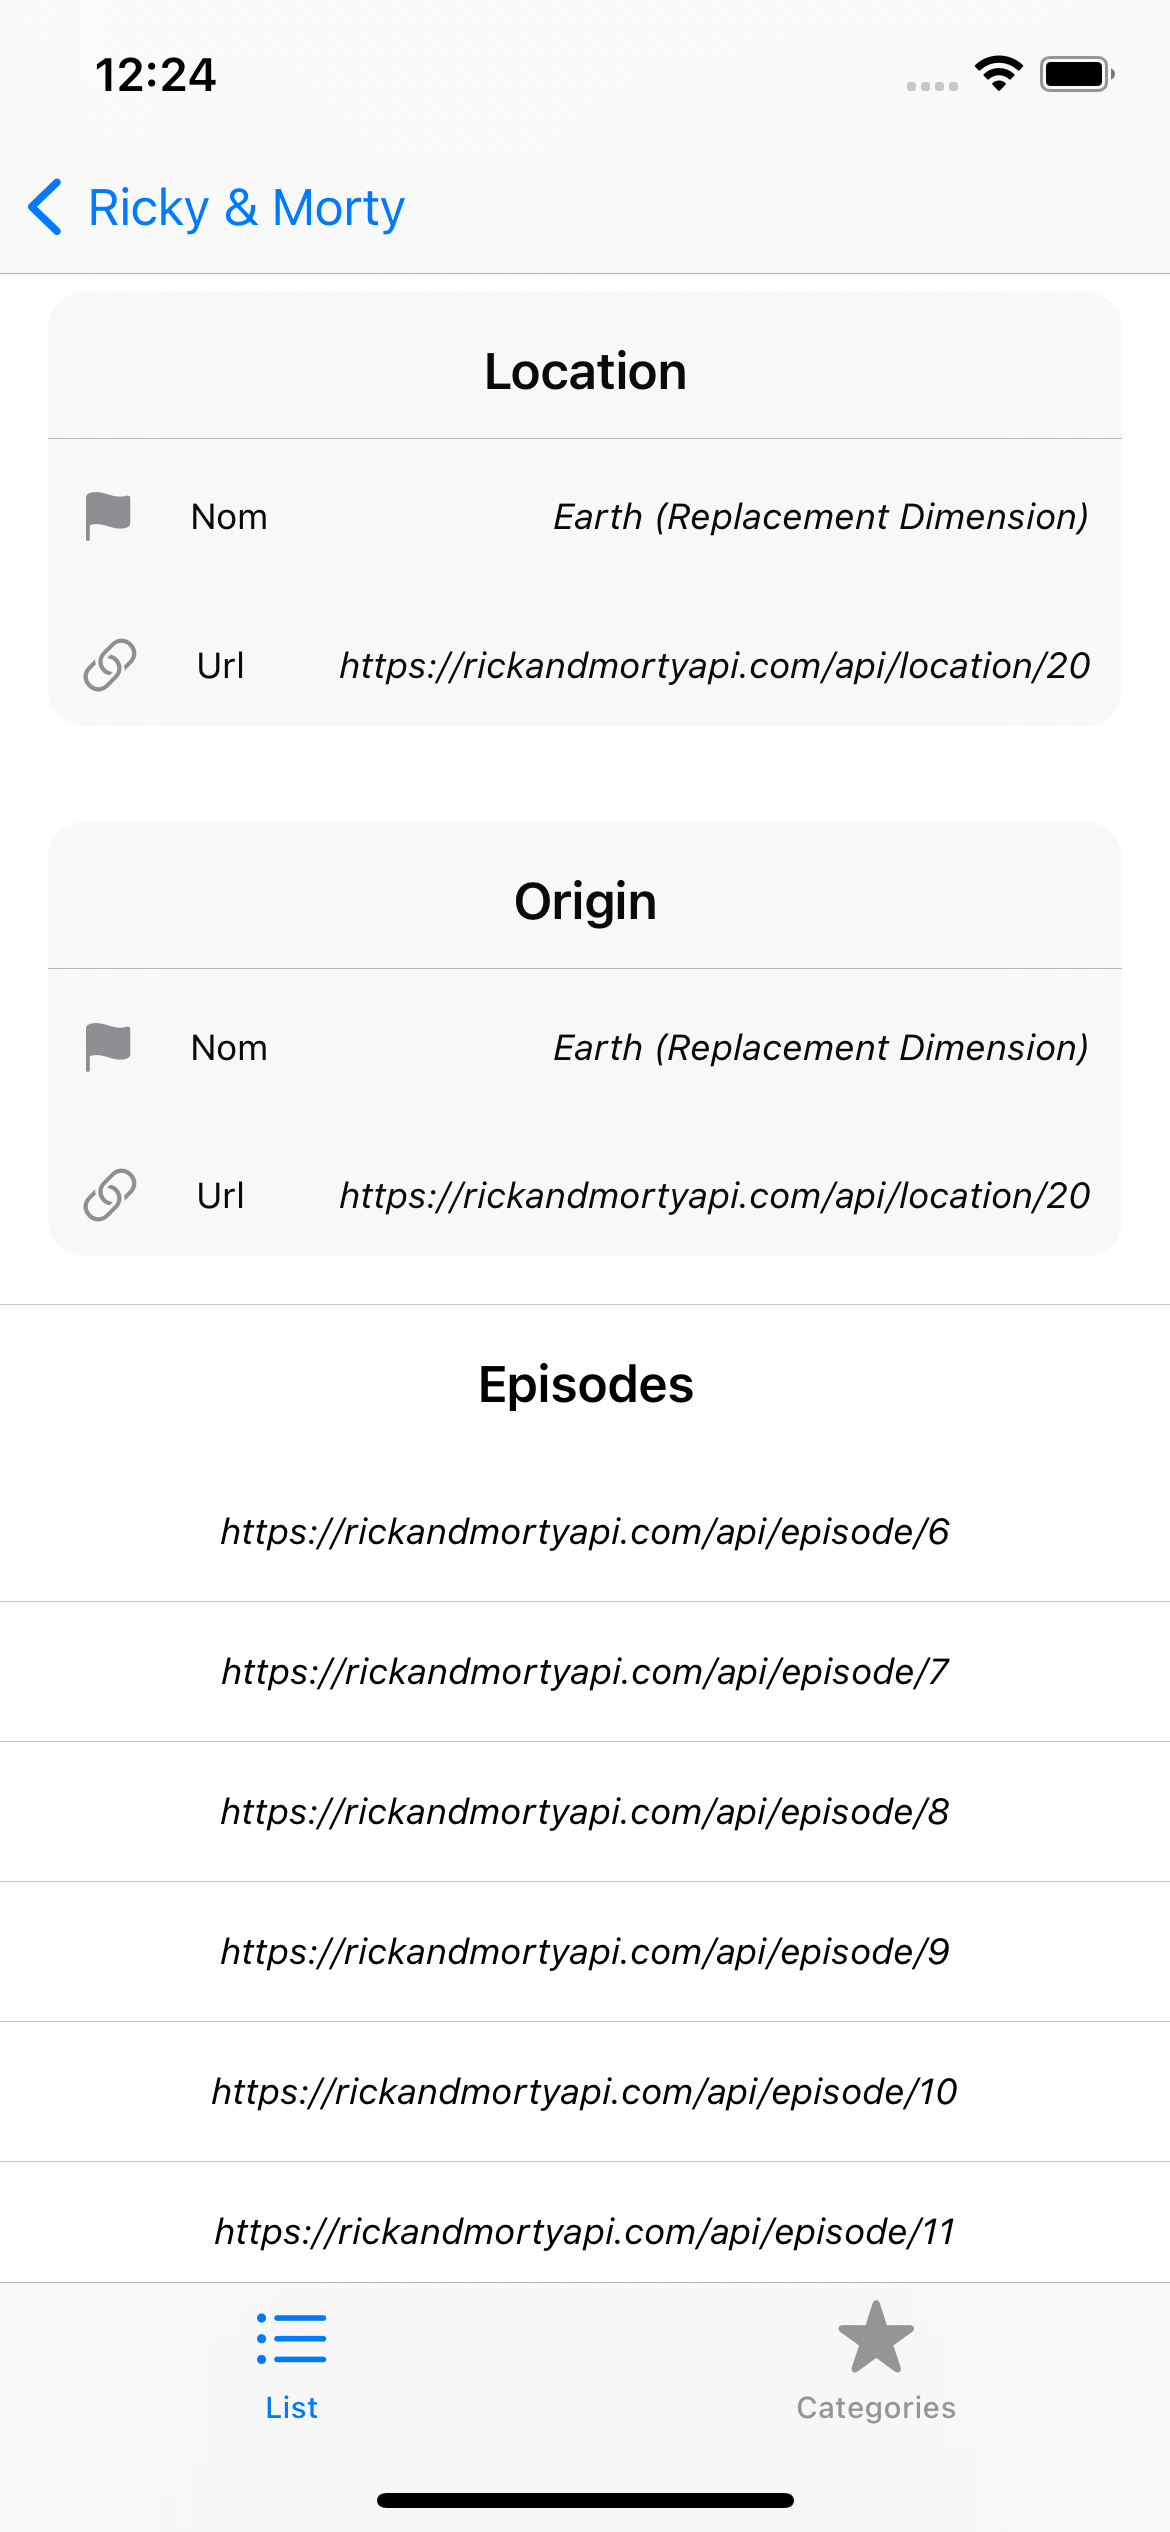 12:24
Ricky & Morty
Location
Nom Earth (Replacement Dimension)
Url https://rickandmortyapi.com/api/location/20
Origin
Nom Earth (Replacement Dimension)
Url https://rickandmortyapi.com/api/location/20
Episodes
https://rickandmortyapi.com/api/episode/6
https://rickandmortyapi.com/api/episode/7
https://rickandmortyapi.com/api/episode/8
https://rickandmortyapi.com/api/episode/9
https://rickandmortyapi.com/api/episode/10
https://rickandmortyapi.com/api/episode/11
List Categories